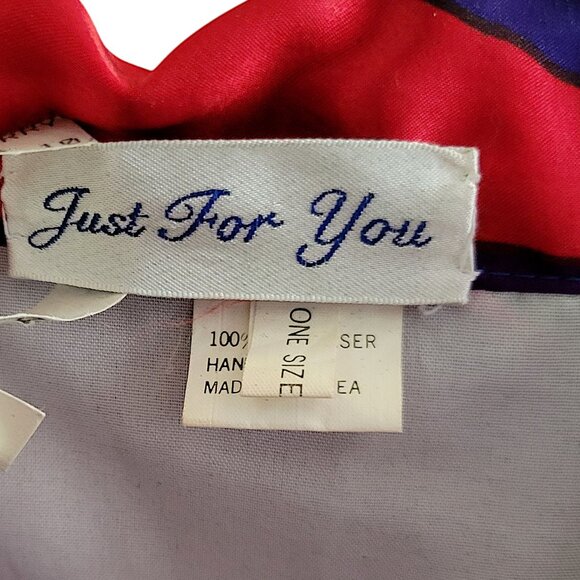 Just For You
100% SER
HAN
MAD EA
ONE SIZE